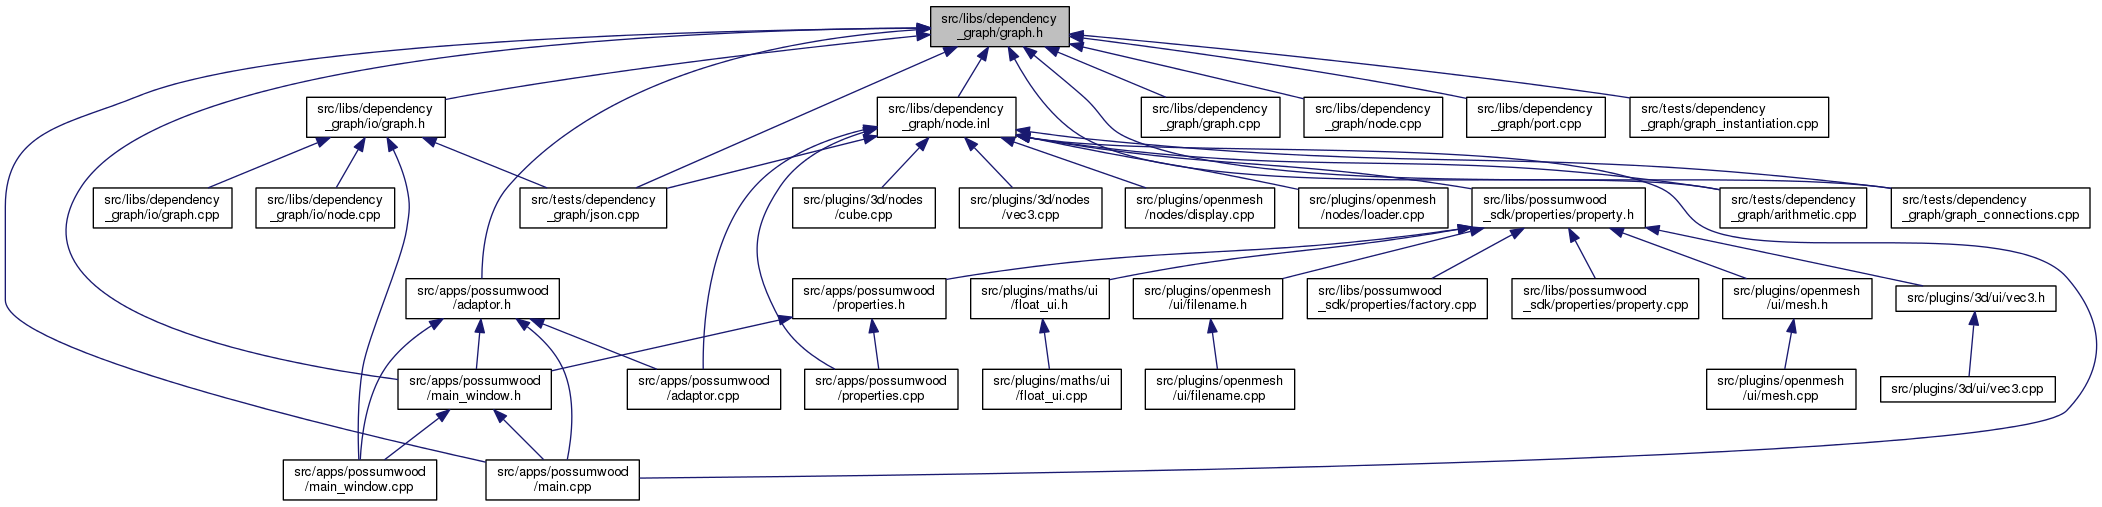 src/libs/dependency
_graph/graph.h
src/libs/dependency
_graph/io/graph.h
src/libs/dependency
_graph/node.inl
src/libs/dependency
_graph/graph.cpp
src/libs/dependency
_graph/node.cpp
src/libs/dependency
_graph/port.cpp
src/tests/dependency
_graph/graph_instantiation.cpp
src/libs/dependency
_graph/io/graph.cpp
src/libs/dependency
_graph/io/node.cpp
src/tests/dependency
_graph/json.cpp
src/plugins/3d/nodes
/cube.cpp
src/plugins/3d/nodes
/vec3.cpp
src/plugins/openmesh
/nodes/display.cpp
src/plugins/openmesh
/nodes/loader.cpp
src/libs/possumwood
_sdk/properties/property.h
src/tests/dependency
_graph/arithmetic.cpp
src/tests/dependency
_graph/graph_connections.cpp
src/apps/possumwood
/adaptor.h
src/apps/possumwood
/properties.h
src/plugins/maths/ui
/float_ui.h
src/plugins/openmesh
/ui/filename.h
src/libs/possumwood
_sdk/properties/factory.cpp
src/libs/possumwood
_sdk/properties/property.cpp
src/plugins/openmesh
/ui/mesh.h
src/plugins/3d/ui/vec3.h
src/apps/possumwood
/main_window.h
src/apps/possumwood
/adaptor.cpp
src/apps/possumwood
/properties.cpp
src/plugins/maths/ui
/float_ui.cpp
src/plugins/openmesh
/ui/filename.cpp
src/plugins/openmesh
/ui/mesh.cpp
src/plugins/3d/ui/vec3.cpp
src/apps/possumwood
/main_window.cpp
src/apps/possumwood
/main.cpp